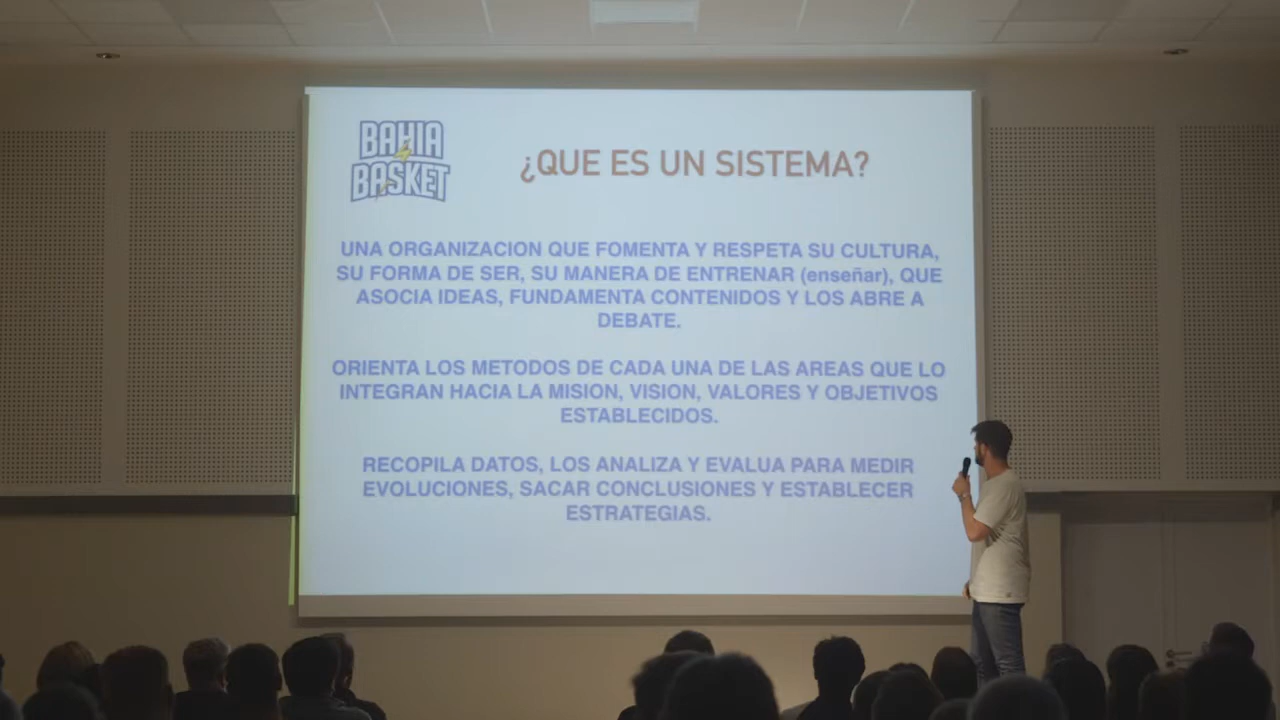 BAHIA
BASKET
¿QUE ES UN SISTEMA?
UNA ORGANIZACION QUE FOMENTA Y RESPETA SU CULTURA,
SU FORMA DE SER, SU MANERA DE ENTRENAR (enseñar), QUE
ASOCIA IDEAS, FUNDAMENTA CONTENIDOS Y LOS ABRE A
DEBATE.
ORIENTA LOS METODOS DE CADA UNA DE LAS AREAS QUE LO
INTEGRAN HACIA LA MISION, VISION, VALORES Y OBJETIVOS
ESTABLECIDOS.
RECOPILA DATOS, LOS ANALIZA Y EVALUA PARA MEDIR
EVOLUCIONES, SACAR CONCLUSIONES Y ESTABLECER
ESTRATEGIAS.